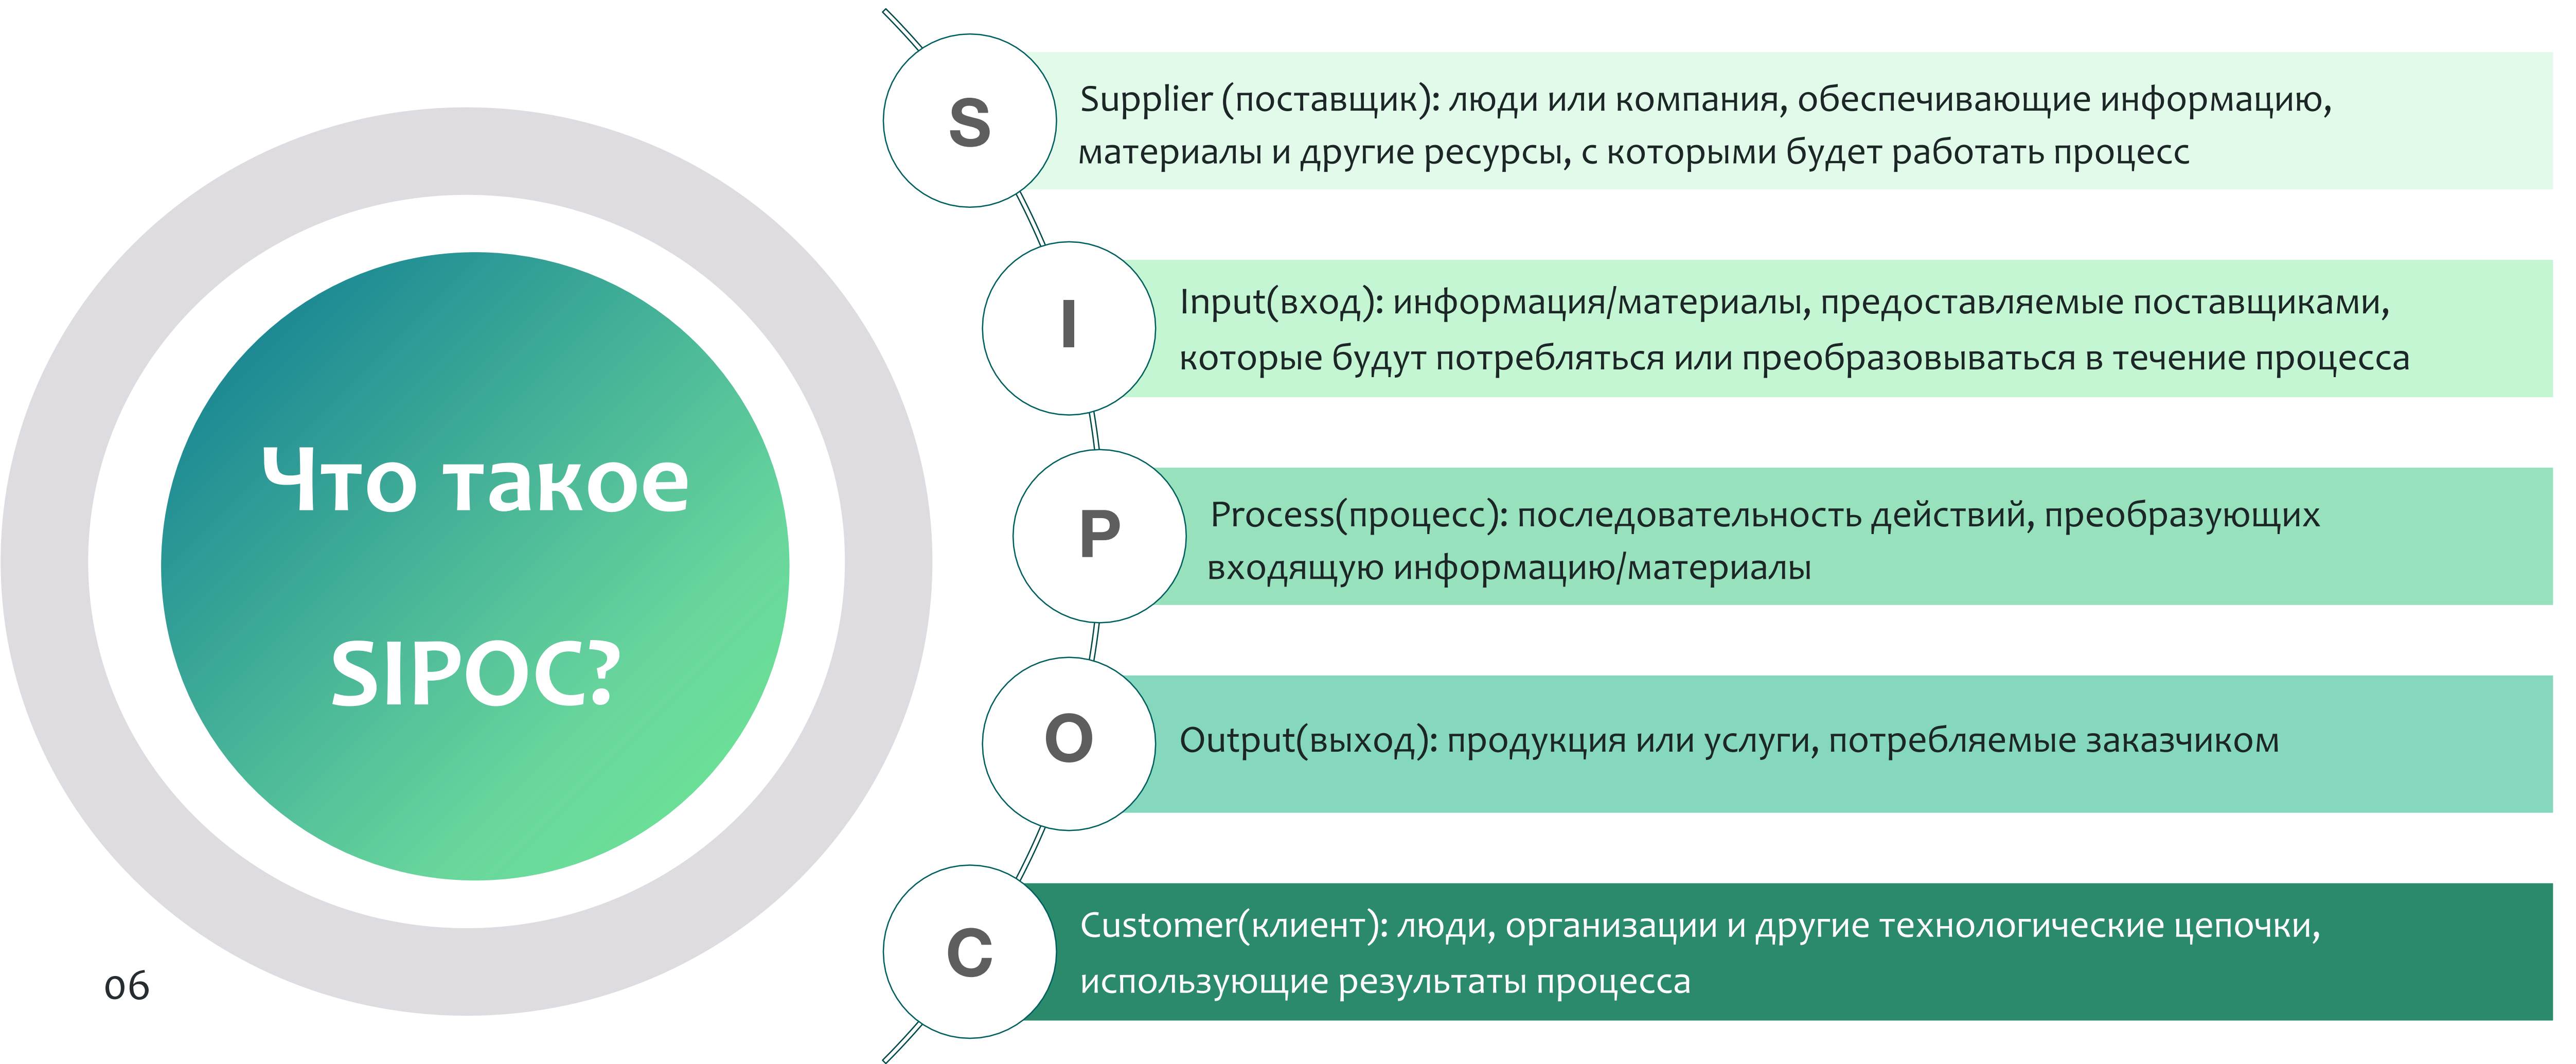 Что такое
SIPOC?
S
Supplier (поставщик): люди или компания, обеспечивающие информацию,
материалы и другие ресурсы, с которыми будет работать процесс
I
Input(вход): информация/материалы, предоставляемые поставщиками,
которые будут потребляться или преобразовываться в течение процесса
P
Process(процесс): последовательность действий, преобразующих
входящую информацию/материалы
O
Output(выход): продукция или услуги, потребляемые заказчиком
C
Customer(клиент): люди, организации и другие технологические цепочки,
использующие результаты процесса
06